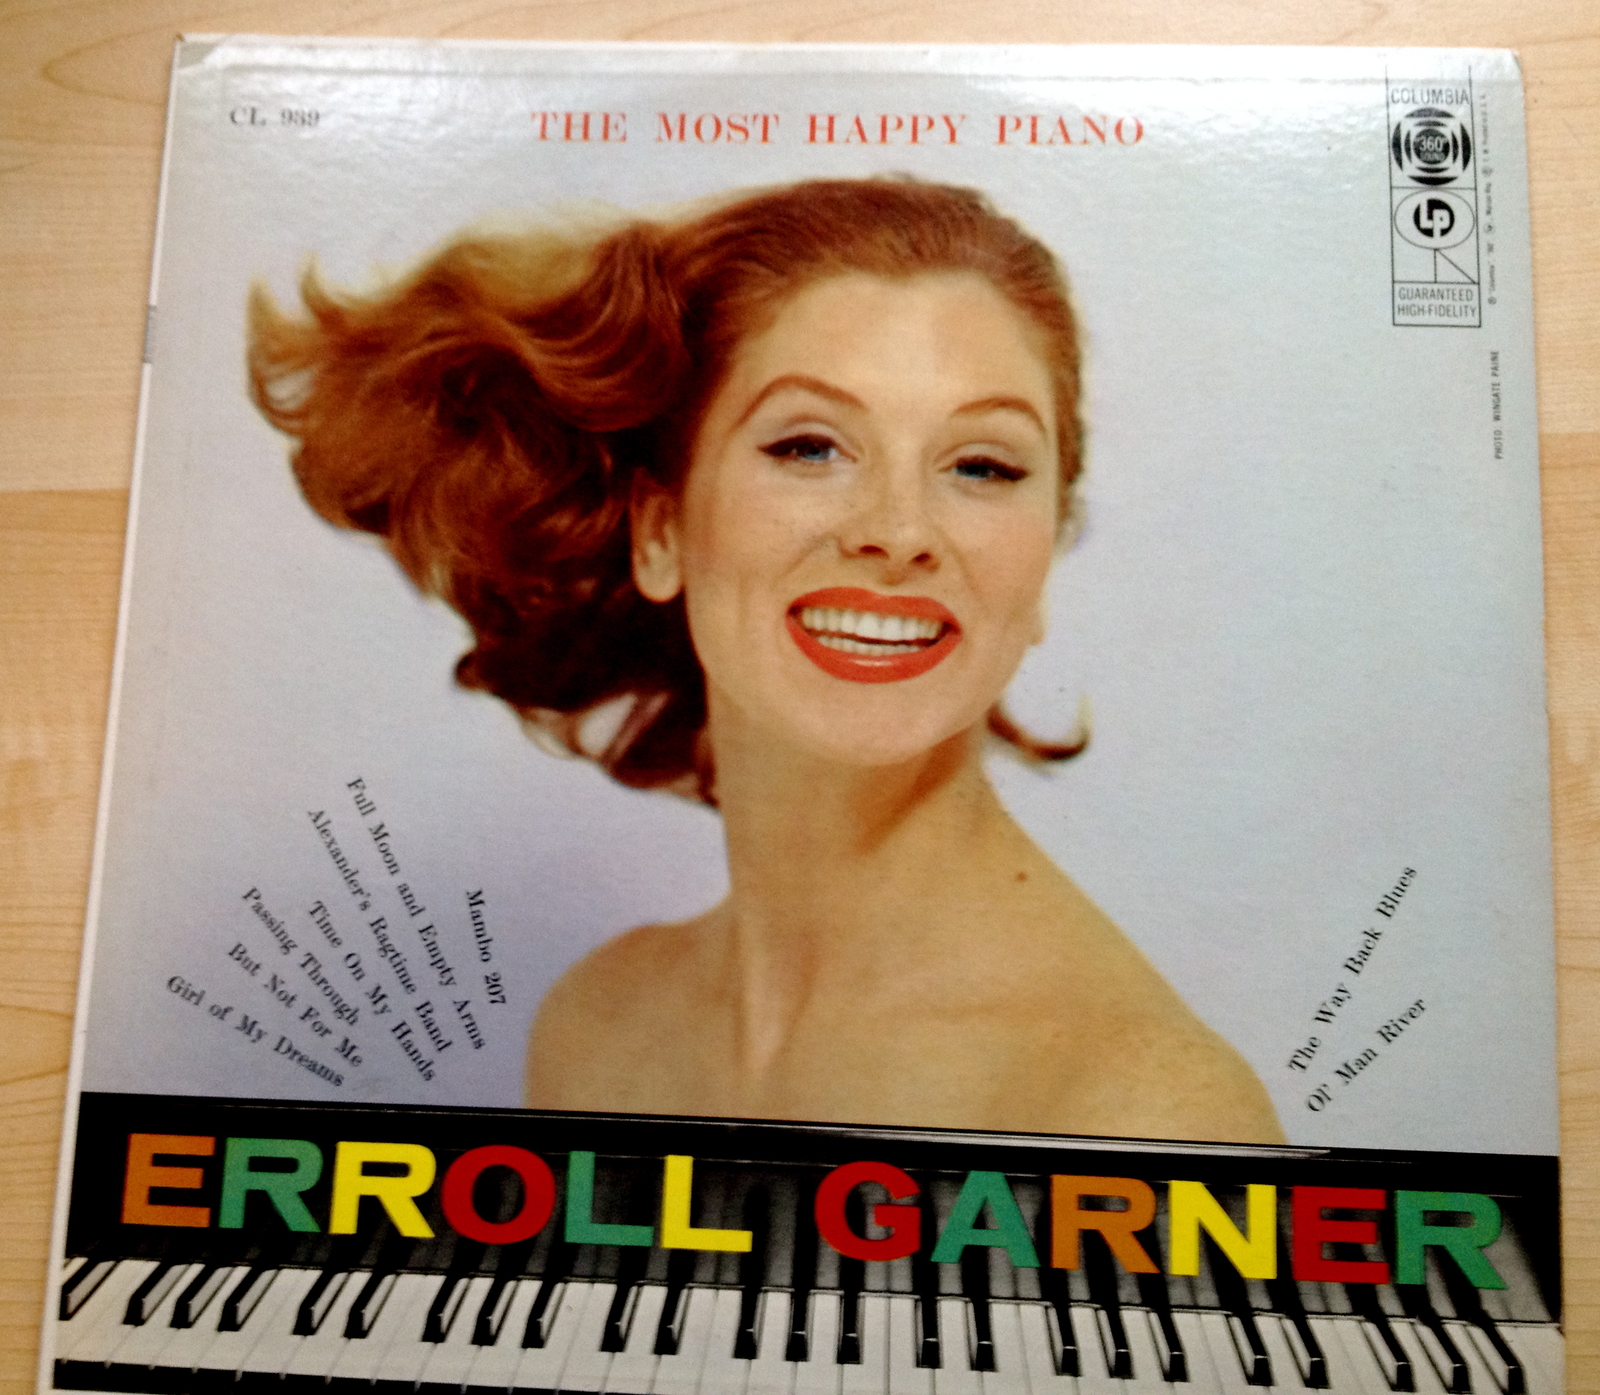 CL 989
THE MOST HAPPY PIANO
COLUMBIA
360°
SOUND
LP
GUARANTEED
HIGH-FIDELITY
PHOTO: WINGATE PAINE
Mambo 207
Full Moon and Empty Arms
Alexander's Ragtime Band
Time On My Hands
Passing Through
But Not For Me
Girl of My Dreams
The Way Back Blues
Ol' Man River
ERROLL GARNER